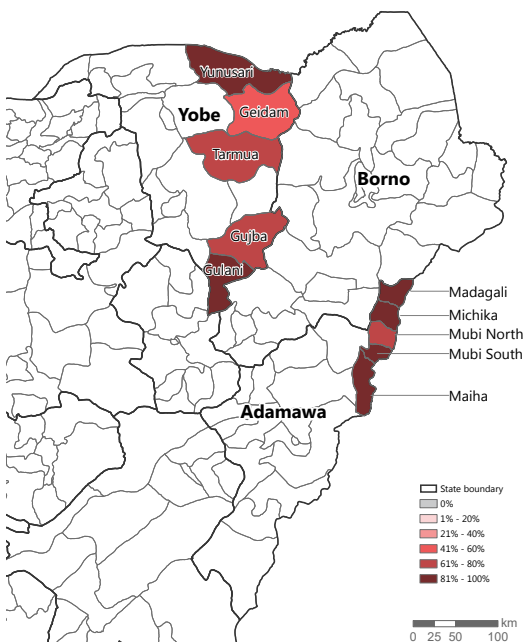 Yunusari
Yobe
Geidam
Tarmua
Borno
Gujba
Gulani
Madagali
Michika
Mubi North
Mubi South
Maiha
Adamawa
State boundary
0%
1% - 20%
21% - 40%
41% - 60%
61% - 80%
81% - 100%
km
0 25 50 100